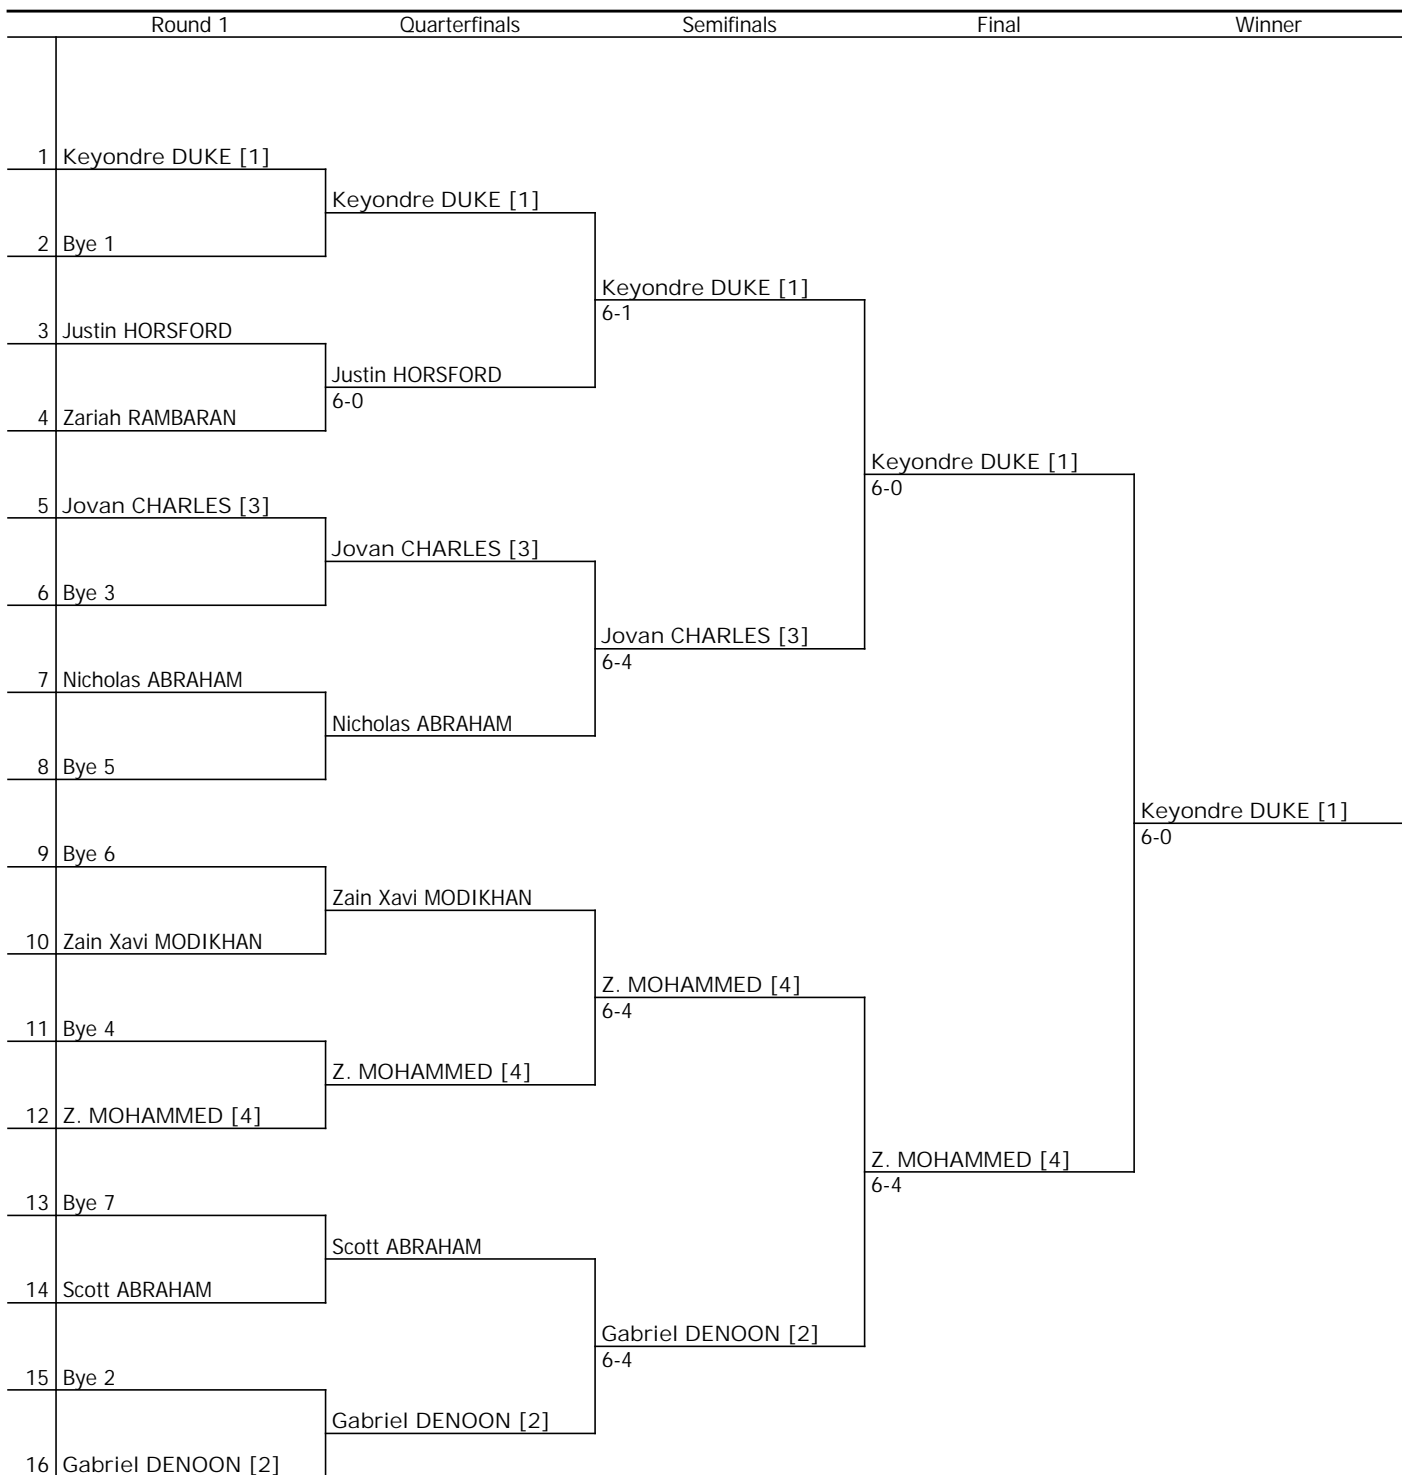 Round 1 Quarterfinals Semifinals Final Winner
1 Keyondre DUKE [1]
Keyondre DUKE [1]
2 Bye 1
Keyondre DUKE [1]
6-1
3 Justin HORSFORD
Justin HORSFORD
6-0
4 Zariah RAMBARAN
Keyondre DUKE [1]
6-0
5 Jovan CHARLES [3]
Jovan CHARLES [3]
6 Bye 3
Jovan CHARLES [3]
6-4
7 Nicholas ABRAHAM
Nicholas ABRAHAM
8 Bye 5
Keyondre DUKE [1]
6-0
9 Bye 6
Zain Xavi MODIKHAN
10 Zain Xavi MODIKHAN
Z. MOHAMMED [4]
6-4
11 Bye 4
Z. MOHAMMED [4]
12 Z. MOHAMMED [4]
Z. MOHAMMED [4]
6-4
13 Bye 7
Scott ABRAHAM
14 Scott ABRAHAM
Gabriel DENOON [2]
6-4
15 Bye 2
Gabriel DENOON [2]
16 Gabriel DENOON [2]